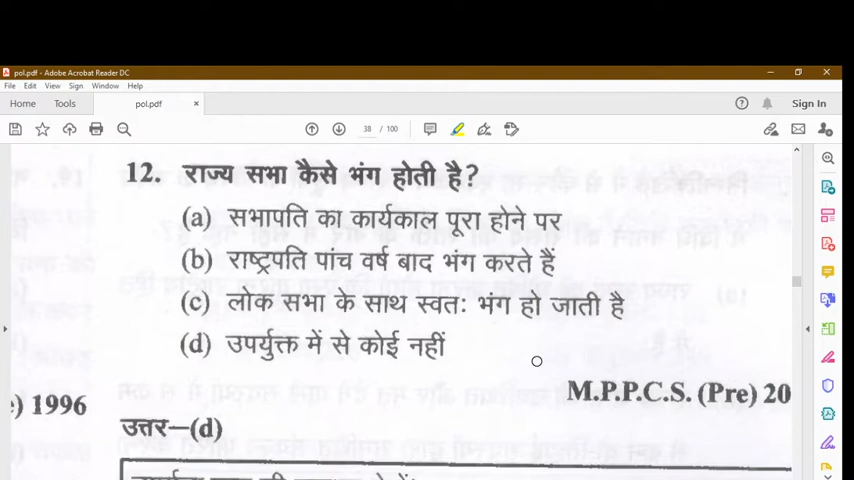 pol.pdf - Adobe Acrobat Reader DC
File Edit View Sign Window Help
Home Tools pol.pdf × Sign In
38 / 100
12. राज्य सभा कैसे भंग होती है?
(a) सभापति का कार्यकाल पूरा होने पर
(b) राष्ट्रपति पांच वर्ष बाद भंग करते हैं
(c) लोक सभा के साथ स्वतः भंग हो जाती है
(d) उपर्युक्त में से कोई नहीं
M.P.P.C.S. (Pre) 20
e) 1996
उत्तर—(d)